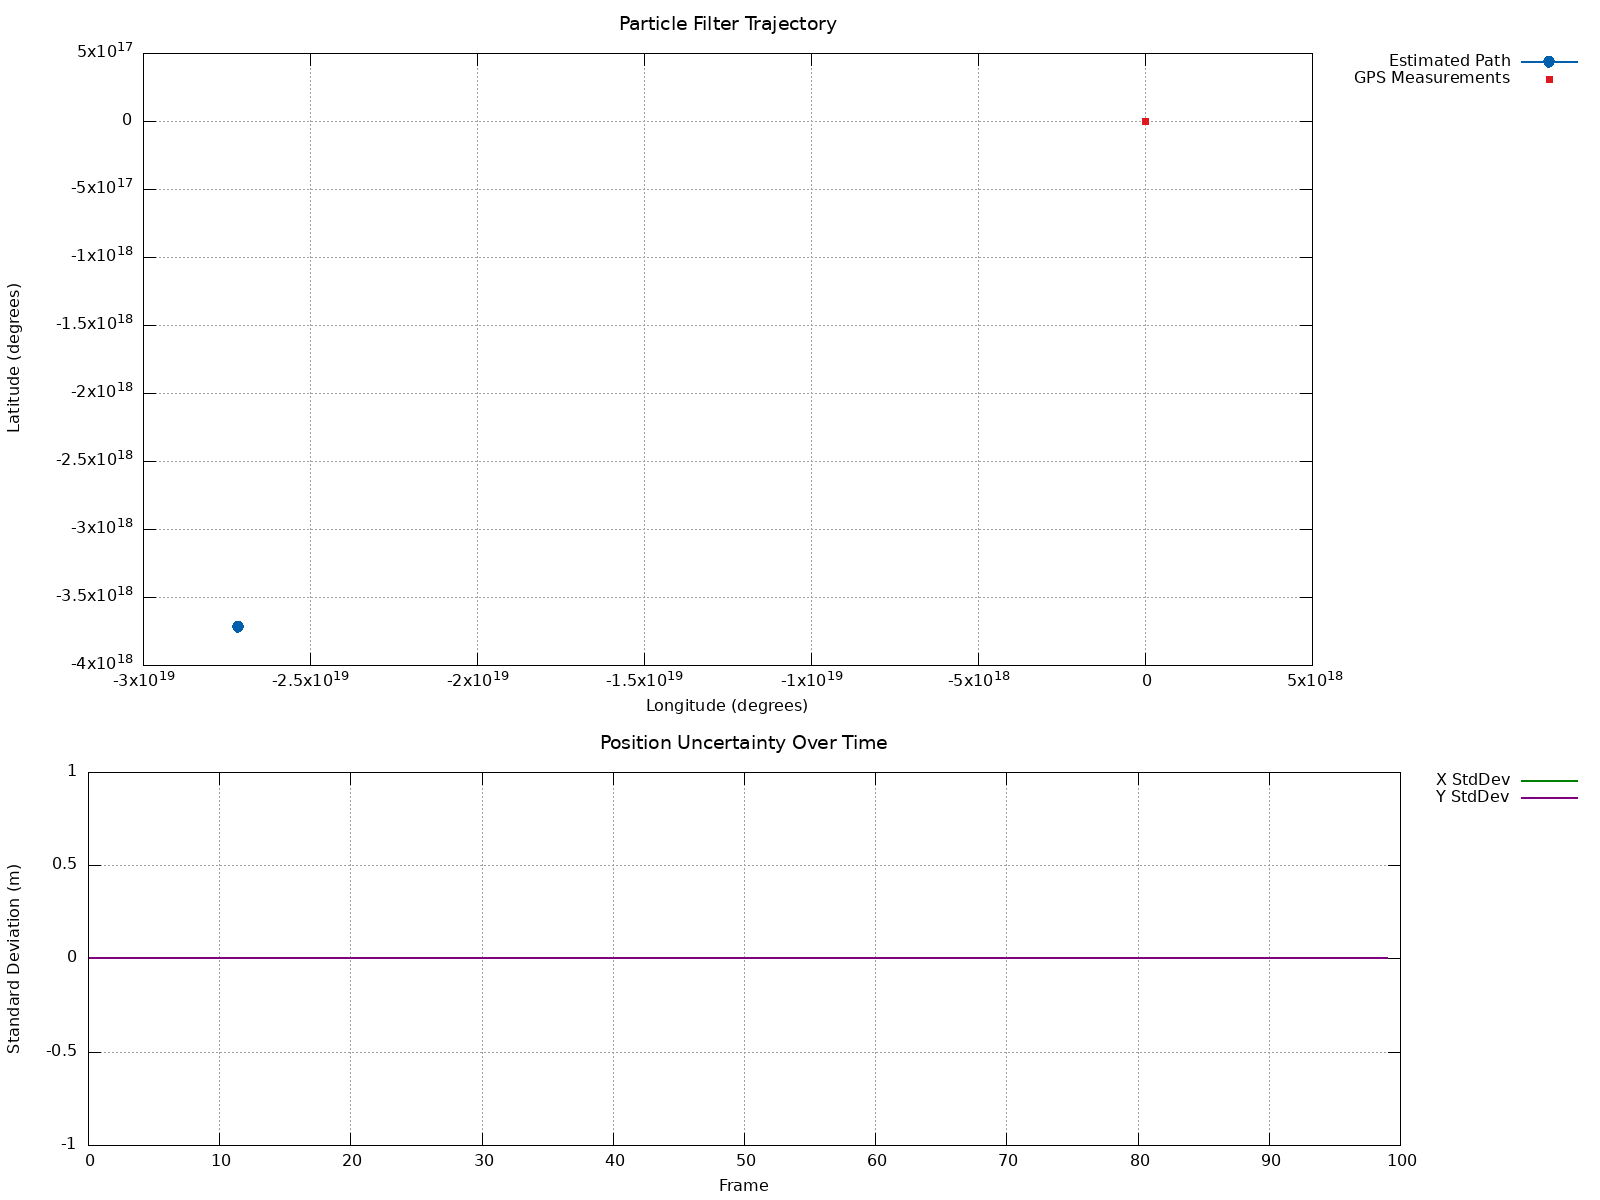 Particle Filter Trajectory
5x10^17
0
-5x10^17
-1x10^18
-1.5x10^18
-2x10^18
-2.5x10^18
-3x10^18
-3.5x10^18
-4x10^18
Latitude (degrees)
-3x10^19 -2.5x10^19 -2x10^19 -1.5x10^19 -1x10^19 -5x10^18 0 5x10^18
Longitude (degrees)
Estimated Path
GPS Measurements
Position Uncertainty Over Time
1
0.5
0
-0.5
-1
Standard Deviation (m)
0 10 20 30 40 50 60 70 80 90 100
Frame
X StdDev
Y StdDev